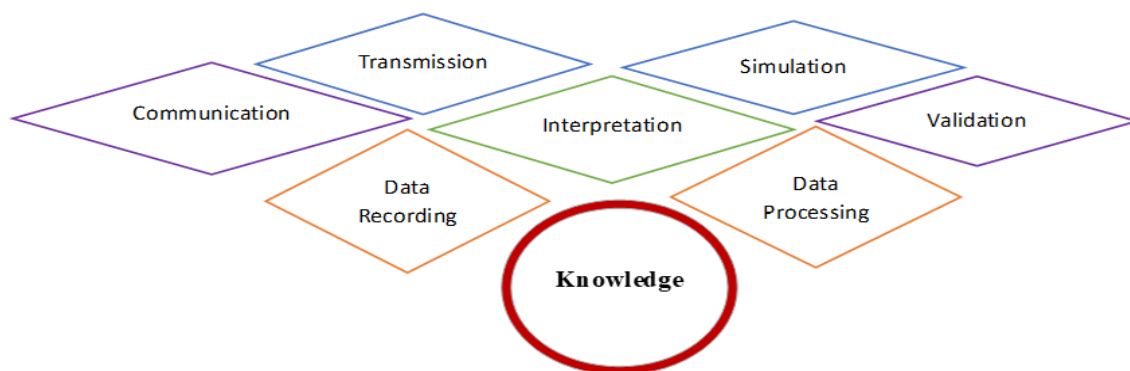 Transmission
Simulation
Communication
Interpretation
Validation
Data
Recording
Data
Processing
Knowledge